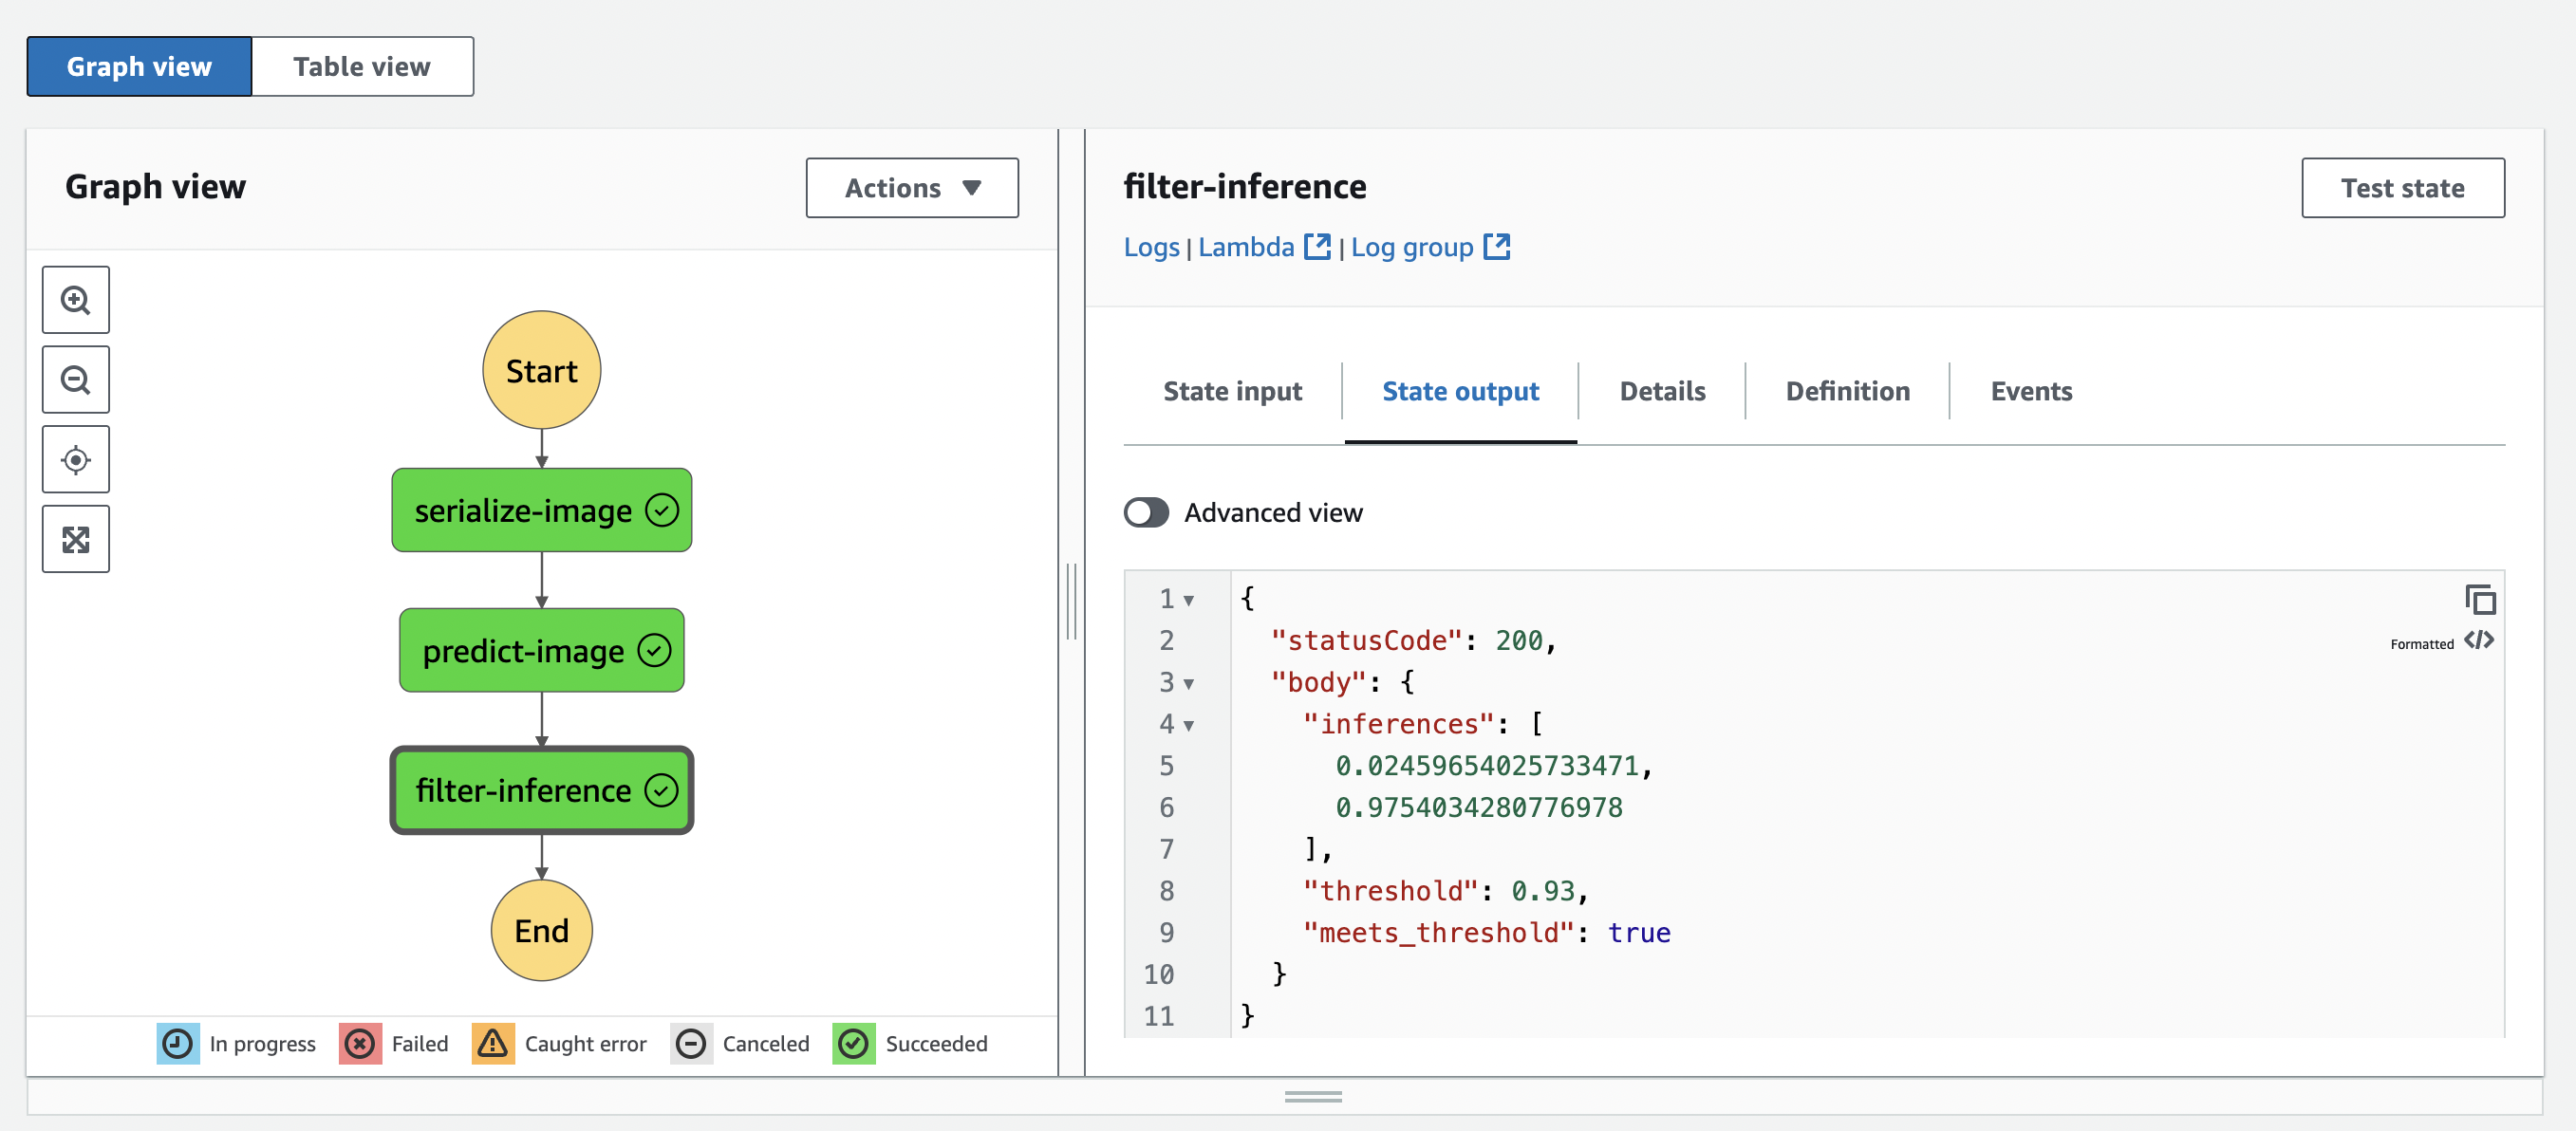 Graph view
Table view
Graph view
Actions
Start
serialize-image
predict-image
filter-inference
End
In progress
Failed
Caught error
Canceled
Succeeded
filter-inference
Test state
Logs | Lambda | Log group
State input
State output
Details
Definition
Events
Advanced view
Formatted
1 {
2 "statusCode": 200,
3 "body": {
4 "inferences": [
5 0.02459654025733471,
6 0.9754034280776978
7 ],
8 "threshold": 0.93,
9 "meets_threshold": true
10 }
11 }